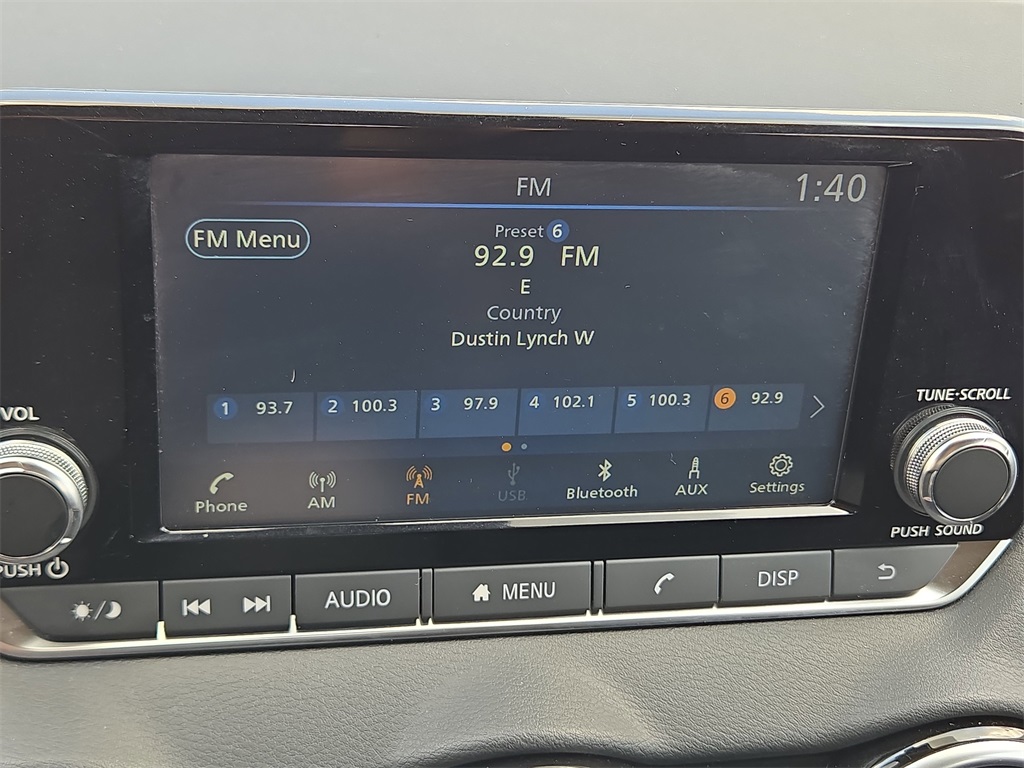 FM
1:40
FM Menu
Preset 6
92.9 FM
E
Country
Dustin Lynch W
1 93.7 2 100.3 3 97.9 4 102.1 5 100.3 6 92.9
Phone AM FM USB Bluetooth AUX Settings
VOL
PUSH
TUNE•SCROLL
PUSH SOUND
AUDIO MENU DISP